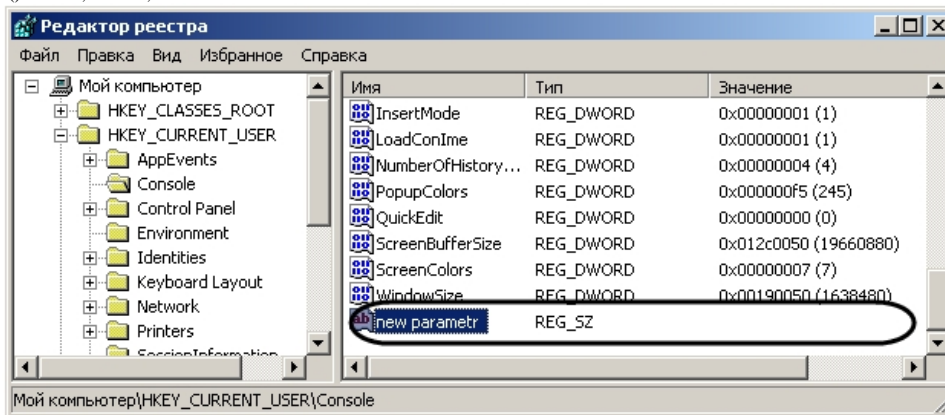 Редактор реестра
Файл Правка Вид Избранное Справка
Мой компьютер
HKEY_CLASSES_ROOT
HKEY_CURRENT_USER
AppEvents
Console
Control Panel
Environment
Identities
Keyboard Layout
Network
Printers
SessionInformation
Имя Тип Значение
InsertMode REG_DWORD 0x00000001 (1)
LoadConIme REG_DWORD 0x00000001 (1)
NumberOfHistory... REG_DWORD 0x00000004 (4)
PopupColors REG_DWORD 0x000000f5 (245)
QuickEdit REG_DWORD 0x00000000 (0)
ScreenBufferSize REG_DWORD 0x012c0050 (19660880)
ScreenColors REG_DWORD 0x00000007 (7)
WindowSize REG_DWORD 0x00190050 (1638480)
new parametr REG_SZ
Мой компьютер\HKEY_CURRENT_USER\Console